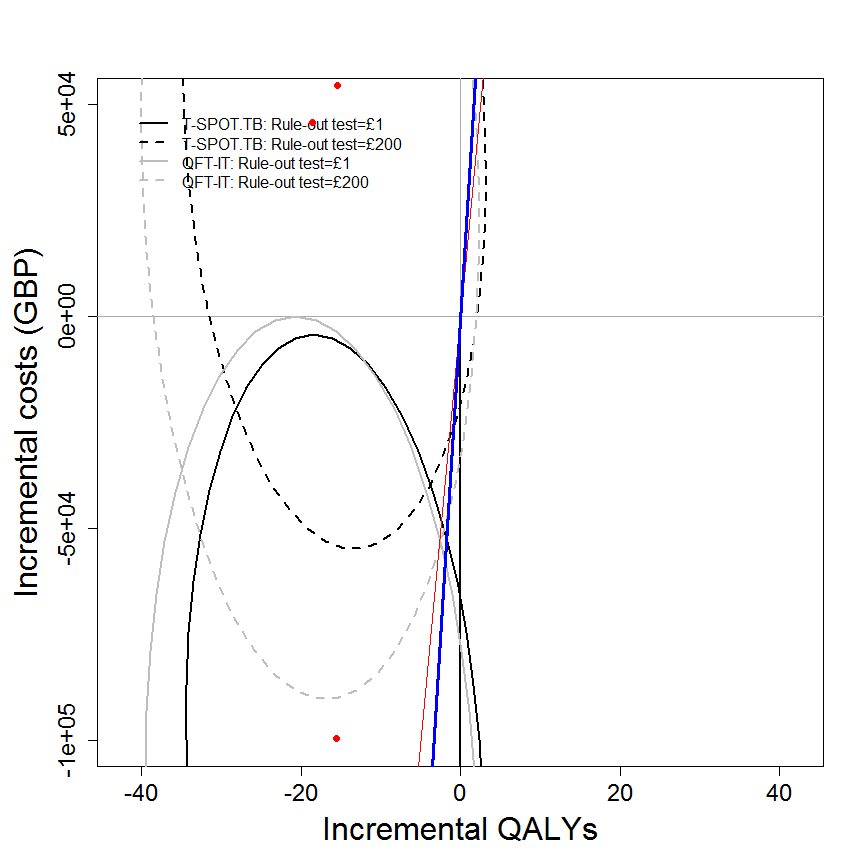 5e+04
T-SPOT.TB: Rule-out test=£1
T-SPOT.TB: Rule-out test=£200
QFT-IT: Rule-out test=£1
QFT-IT: Rule-out test=£200
Incremental costs (GBP)
0e+00
-5e+04
-1e+05
-40 -20 0 20 40
Incremental QALYs